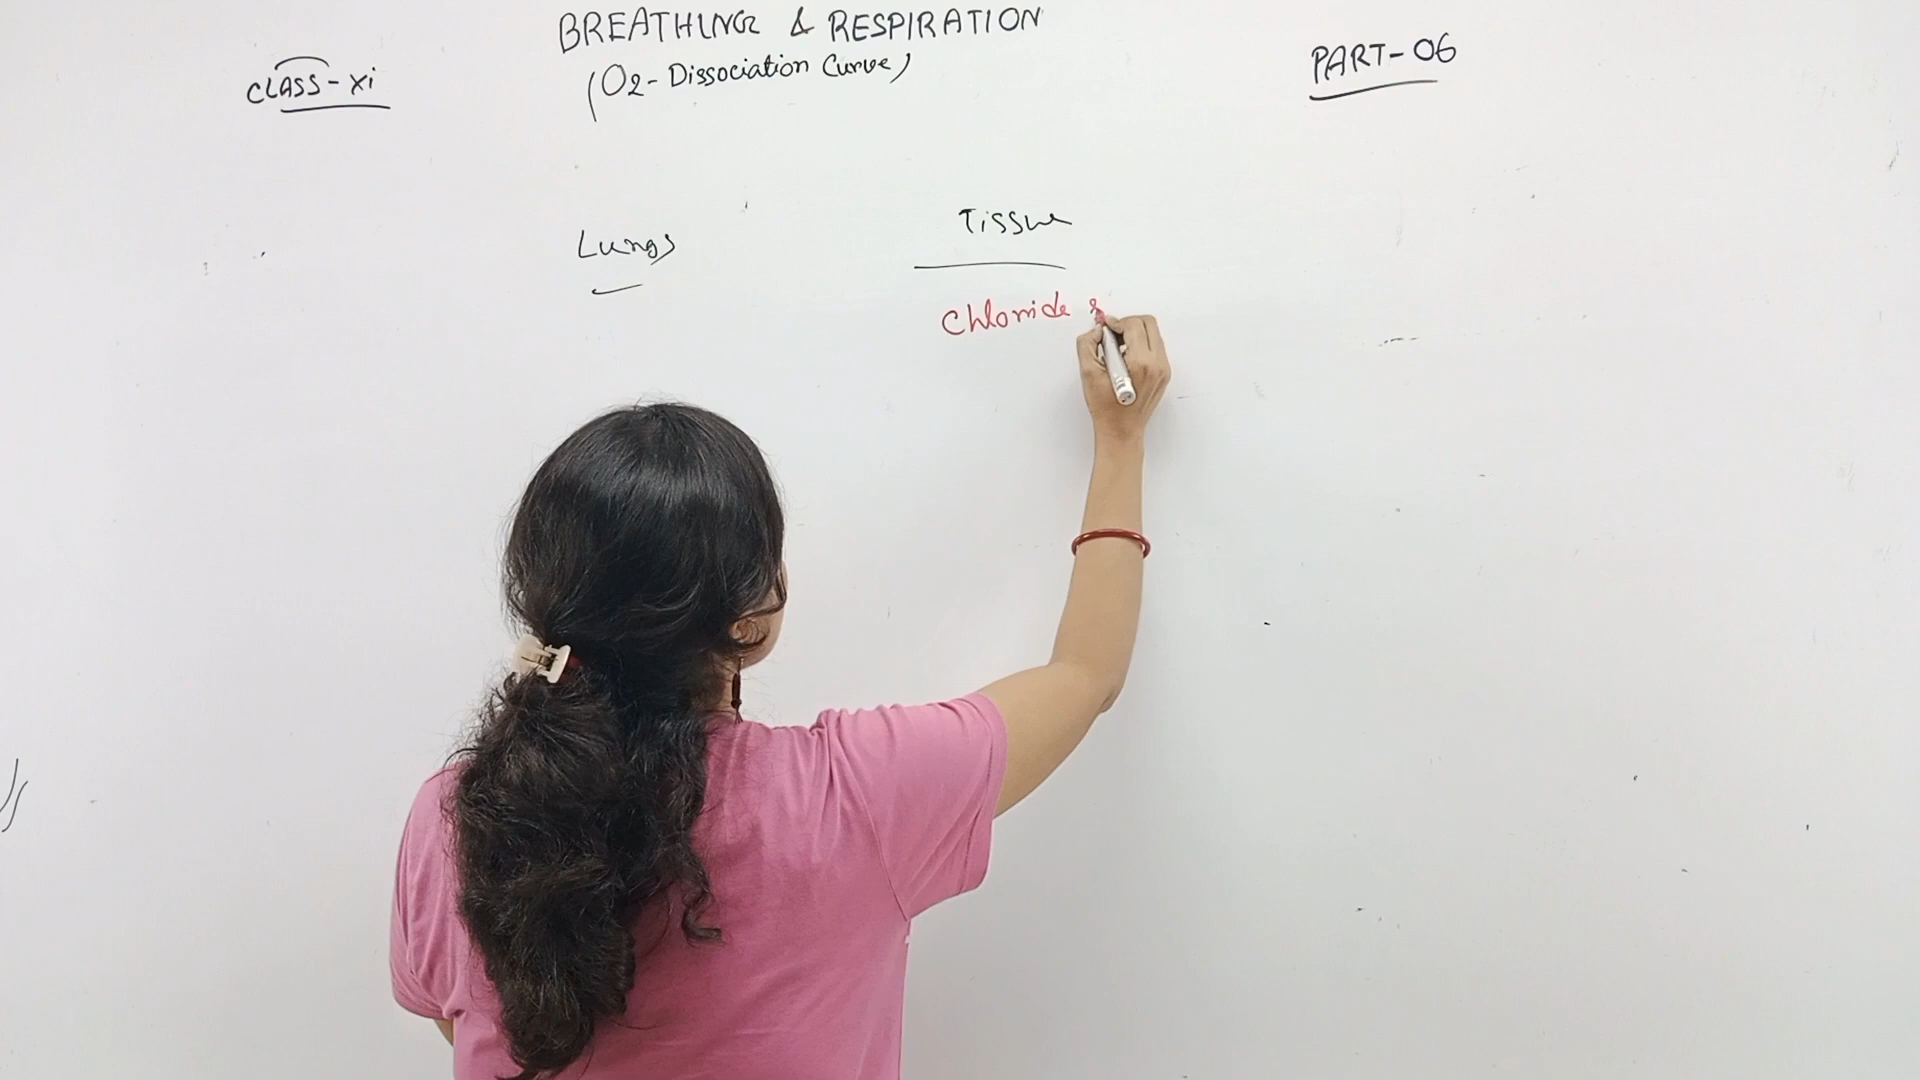 BREATHING & RESPIRATION
(O2-Dissociation Curve)
CLASS-xi
PART-06
Lungs
Tissue
Chloride